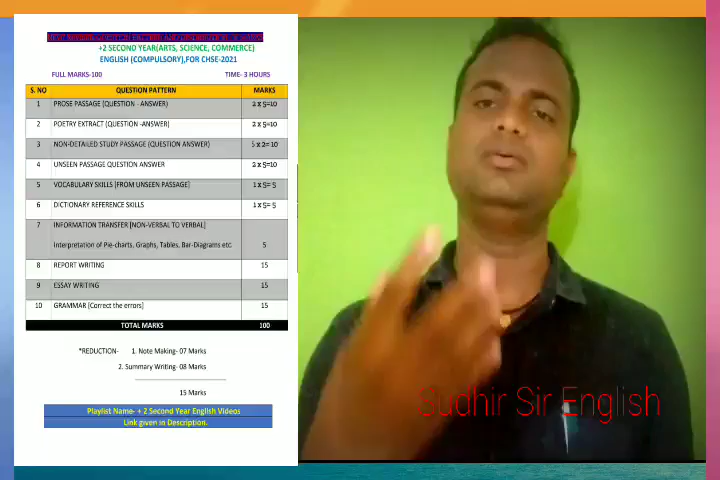 +2 SECOND YEAR(ARTS, SCIENCE, COMMERCE)
ENGLISH (COMPULSORY),FOR CHSE-2021
FULL MARKS-100 TIME- 3 HOURS
S. NO QUESTION PATTERN MARKS
1 PROSE PASSAGE (QUESTION - ANSWER) 2 x 5=10
2 POETRY EXTRACT (QUESTION -ANSWER) 2 x 5=10
3 NON-DETAILED STUDY PASSAGE (QUESTION ANSWER) 5 x 2= 10
4 UNSEEN PASSAGE QUESTION ANSWER 2 x 5=10
5 VOCABULARY SKILLS [FROM UNSEEN PASSAGE] 1 x 5= 5
6 DICTIONARY REFERENCE SKILLS 1 x 5= 5
7 INFORMATION TRANSFER [NON-VERBAL TO VERBAL]
Interpretation of Pie-charts, Graphs, Tables, Bar-Diagrams etc. 5
8 REPORT WRITING 15
9 ESSAY WRITING 15
10 GRAMMAR [Correct the errors] 15
TOTAL MARKS 100
*REDUCTION- 1. Note Making- 07 Marks
2. Summary Writing- 08 Marks
15 Marks
Playlist Name- + 2 Second Year English Videos
Link given in Description.
Sudhir Sir English